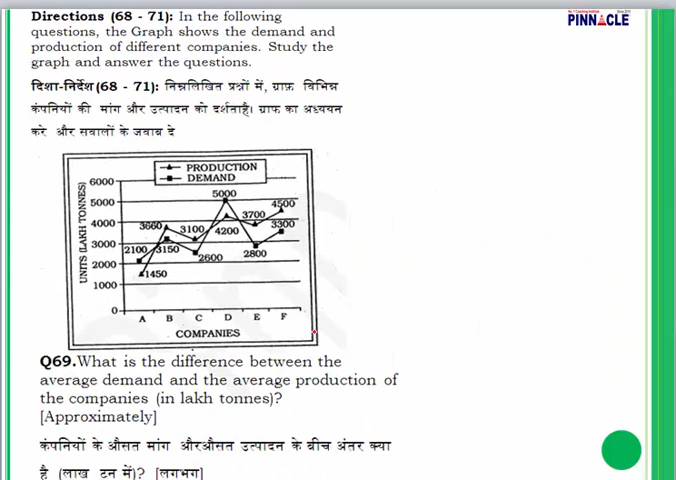 Directions (68 - 71): In the following
questions, the Graph shows the demand and
production of different companies. Study the
graph and answer the questions.
दिशा-निर्देश (68 - 71): निम्नलिखित प्रश्नों में, ग्राफ़ विभिन्न
कंपनियों की मांग और उत्पादन को दर्शताहै। ग्राफ का अध्ययन
करे और सवालों के जवाब दे
PINNACLE
PRODUCTION
DEMAND
UNITS (LAKH TONNES)
6000
5000
4000
3000
2000
1000
0
2100
1450
3660
3150
3100
2600
5000
4200
3700
2800
4500
3300
A B C D E F
COMPANIES
Q69.What is the difference between the
average demand and the average production of
the companies (in lakh tonnes)?
[Approximately]
कंपनियों के औसत मांग औरऔसत उत्पादन के बीच अंतर क्या
है (लाख टन में)? [लगभग]